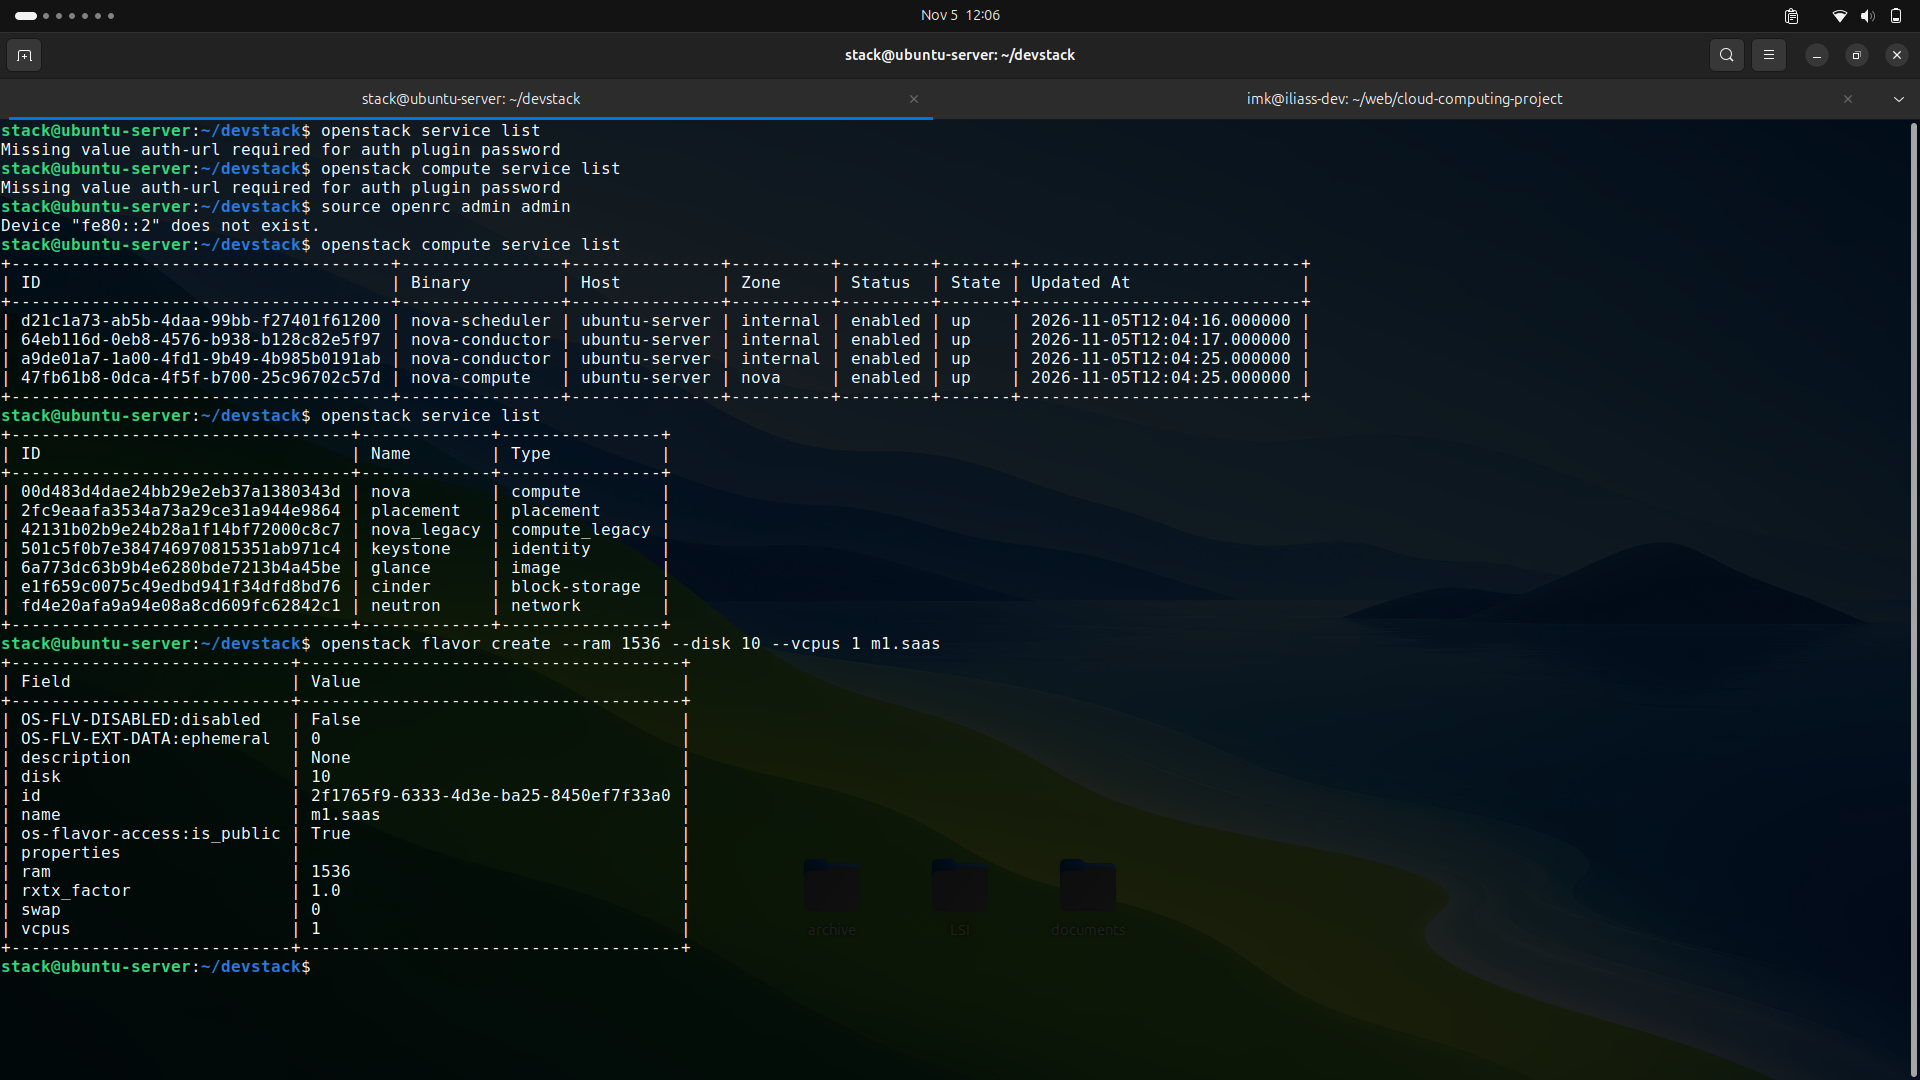 Nov 5 12:06
stack@ubuntu-server: ~/devstack
stack@ubuntu-server: ~/devstack
imk@iliass-dev: ~/web/cloud-computing-project
stack@ubuntu-server:~/devstack$ openstack service list
Missing value auth-url required for auth plugin password
stack@ubuntu-server:~/devstack$ openstack compute service list
Missing value auth-url required for auth plugin password
stack@ubuntu-server:~/devstack$ source openrc admin admin
Device "fe80::2" does not exist.
stack@ubuntu-server:~/devstack$ openstack compute service list
+--------------------------------------+----------------+---------------+----------+---------+-------+----------------------------+
| ID                                   | Binary         | Host          | Zone     | Status  | State | Updated At                 |
+--------------------------------------+----------------+---------------+----------+---------+-------+----------------------------+
| d21c1a73-ab5b-4daa-99bb-f27401f61200 | nova-scheduler | ubuntu-server | internal | enabled | up    | 2026-11-05T12:04:16.000000 |
| 64eb116d-0eb8-4576-b938-b128c82e5f97 | nova-conductor | ubuntu-server | internal | enabled | up    | 2026-11-05T12:04:17.000000 |
| a9de01a7-1a00-4fd1-9b49-4b985b0191ab | nova-conductor | ubuntu-server | internal | enabled | up    | 2026-11-05T12:04:25.000000 |
| 47fb61b8-0dca-4f5f-b700-25c96702c57d | nova-compute   | ubuntu-server | nova     | enabled | up    | 2026-11-05T12:04:25.000000 |
+--------------------------------------+----------------+---------------+----------+---------+-------+----------------------------+
stack@ubuntu-server:~/devstack$ openstack service list
+----------------------------------+-------------+----------------+
| ID                               | Name        | Type           |
+----------------------------------+-------------+----------------+
| 00d483d4dae24bb29e2eb37a1380343d | nova        | compute        |
| 2fc9eaafa3534a73a29ce31a944e9864 | placement   | placement      |
| 42131b02b9e24b28a1f14bf72000c8c7 | nova_legacy | compute_legacy |
| 501c5f0b7e384746970815351ab971c4 | keystone    | identity       |
| 6a773dc63b9b4e6280bde7213b4a45be | glance      | image          |
| e1f659c0075c49edbd941f34dfd8bd76 | cinder      | block-storage  |
| fd4e20afa9a94e08a8cd609fc62842c1 | neutron     | network        |
+----------------------------------+-------------+----------------+
stack@ubuntu-server:~/devstack$ openstack flavor create --ram 1536 --disk 10 --vcpus 1 m1.saas
+----------------------------+--------------------------------------+
| Field                      | Value                                |
+----------------------------+--------------------------------------+
| OS-FLV-DISABLED:disabled   | False                                |
| OS-FLV-EXT-DATA:ephemeral  | 0                                    |
| description                | None                                 |
| disk                       | 10                                   |
| id                         | 2f1765f9-6333-4d3e-ba25-8450ef7f33a0 |
| name                       | m1.saas                              |
| os-flavor-access:is_public | True                                 |
| properties                 |                                      |
| ram                        | 1536                                 |
| rxtx_factor                | 1.0                                  |
| swap                       | 0                                    |
| vcpus                      | 1                                    |
+----------------------------+--------------------------------------+
stack@ubuntu-server:~/devstack$
archive
LSI
documents